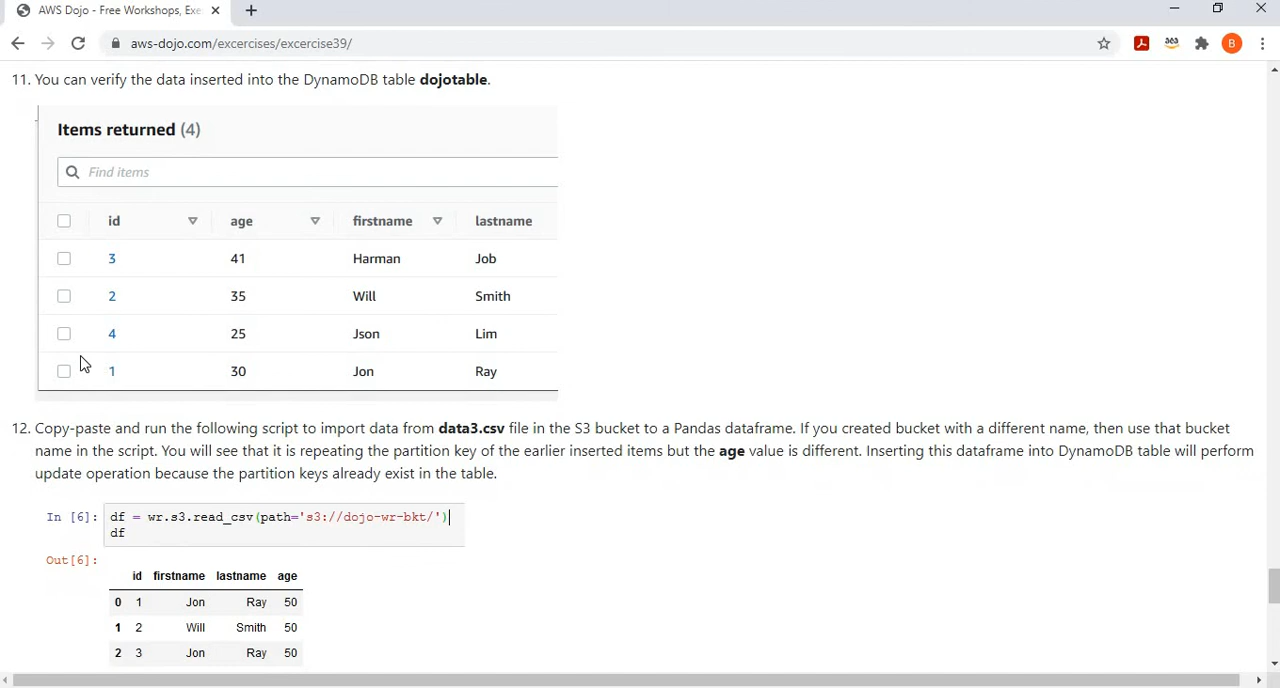 AWS Dojo - Free Workshops, Exe
aws-dojo.com/excercises/excercise39/
B
11. You can verify the data inserted into the DynamoDB table dojotable.
Items returned (4)
Find items
id age firstname lastname
3 41 Harman Job
2 35 Will Smith
4 25 Json Lim
1 30 Jon Ray
12. Copy-paste and run the following script to import data from data3.csv file in the S3 bucket to a Pandas dataframe. If you created bucket with a different name, then use that bucket
name in the script. You will see that it is repeating the partition key of the earlier inserted items but the age value is different. Inserting this dataframe into DynamoDB table will perform
update operation because the partition keys already exist in the table.
In [6]: df = wr.s3.read_csv(path='s3://dojo-wr-bkt/')
df
Out[6]:
id firstname lastname age
0 1 Jon Ray 50
1 2 Will Smith 50
2 3 Jon Ray 50